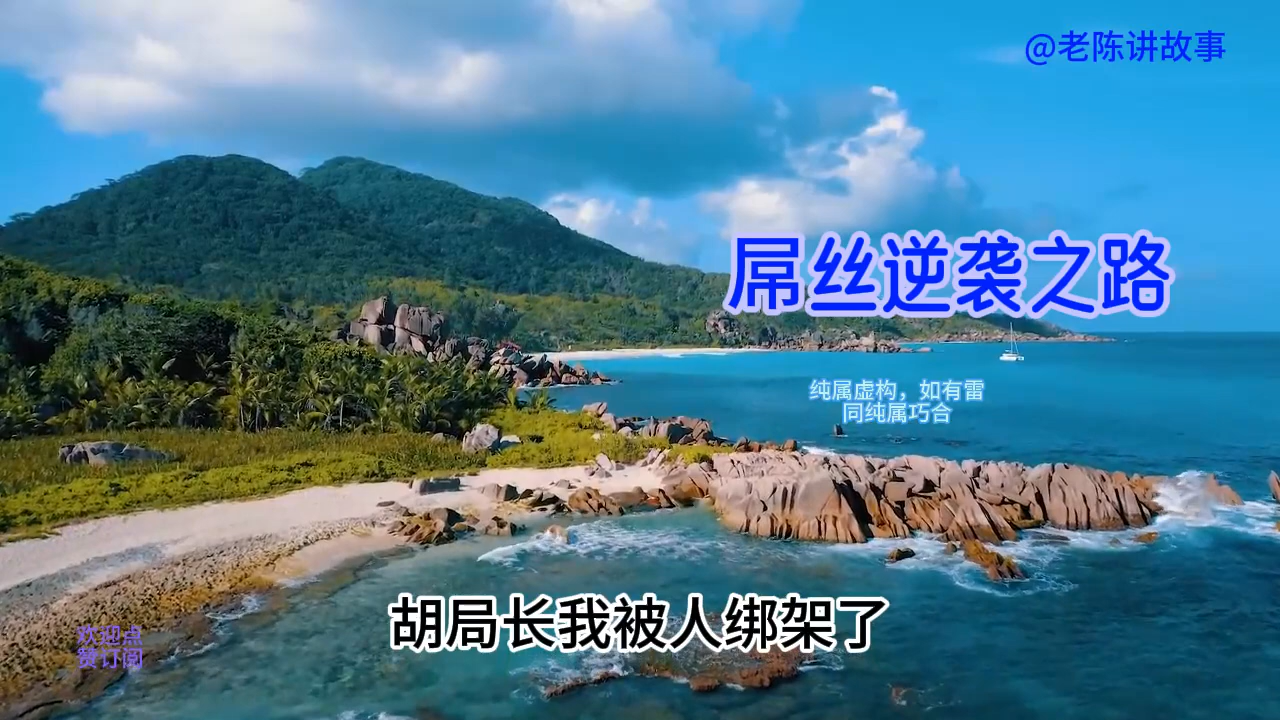 @老陈讲故事
屌丝逆袭之路
纯属虚构，如有雷
同纯属巧合
胡局长我被人绑架了
欢迎点
赞订阅